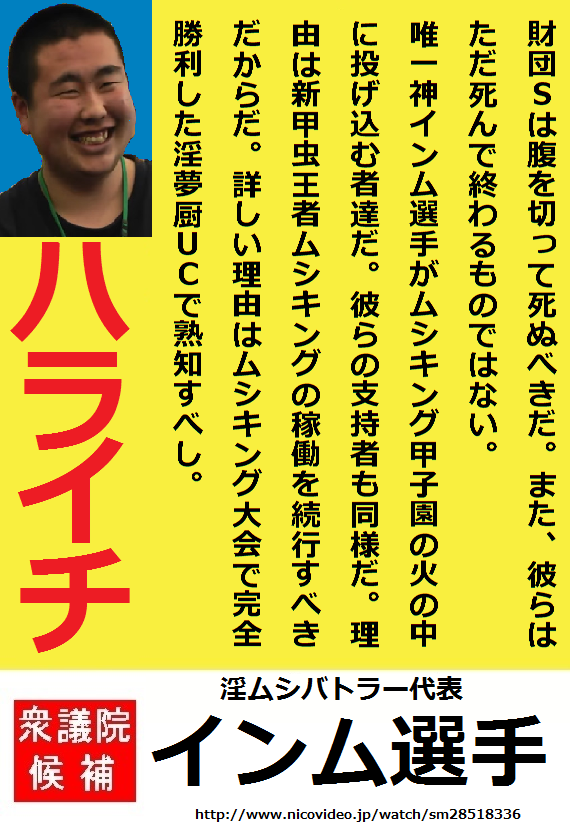 財団Sは腹を切って死ぬべきだ。また、彼らは
ただ死んで終わるものではない。
唯一神インム選手がムシキング甲子園の火の中
に投げ込む者達だ。彼らの支持者も同様だ。理
由は新甲虫王者ムシキングの稼働を続行すべき
だからだ。詳しい理由はムシキング大会で完全
勝利した淫夢厨UCで熟知すべし。
ハライチ
淫ムシバトラー代表
衆議院
候補
インム選手
http://www.nicovideo.jp/watch/sm28518336